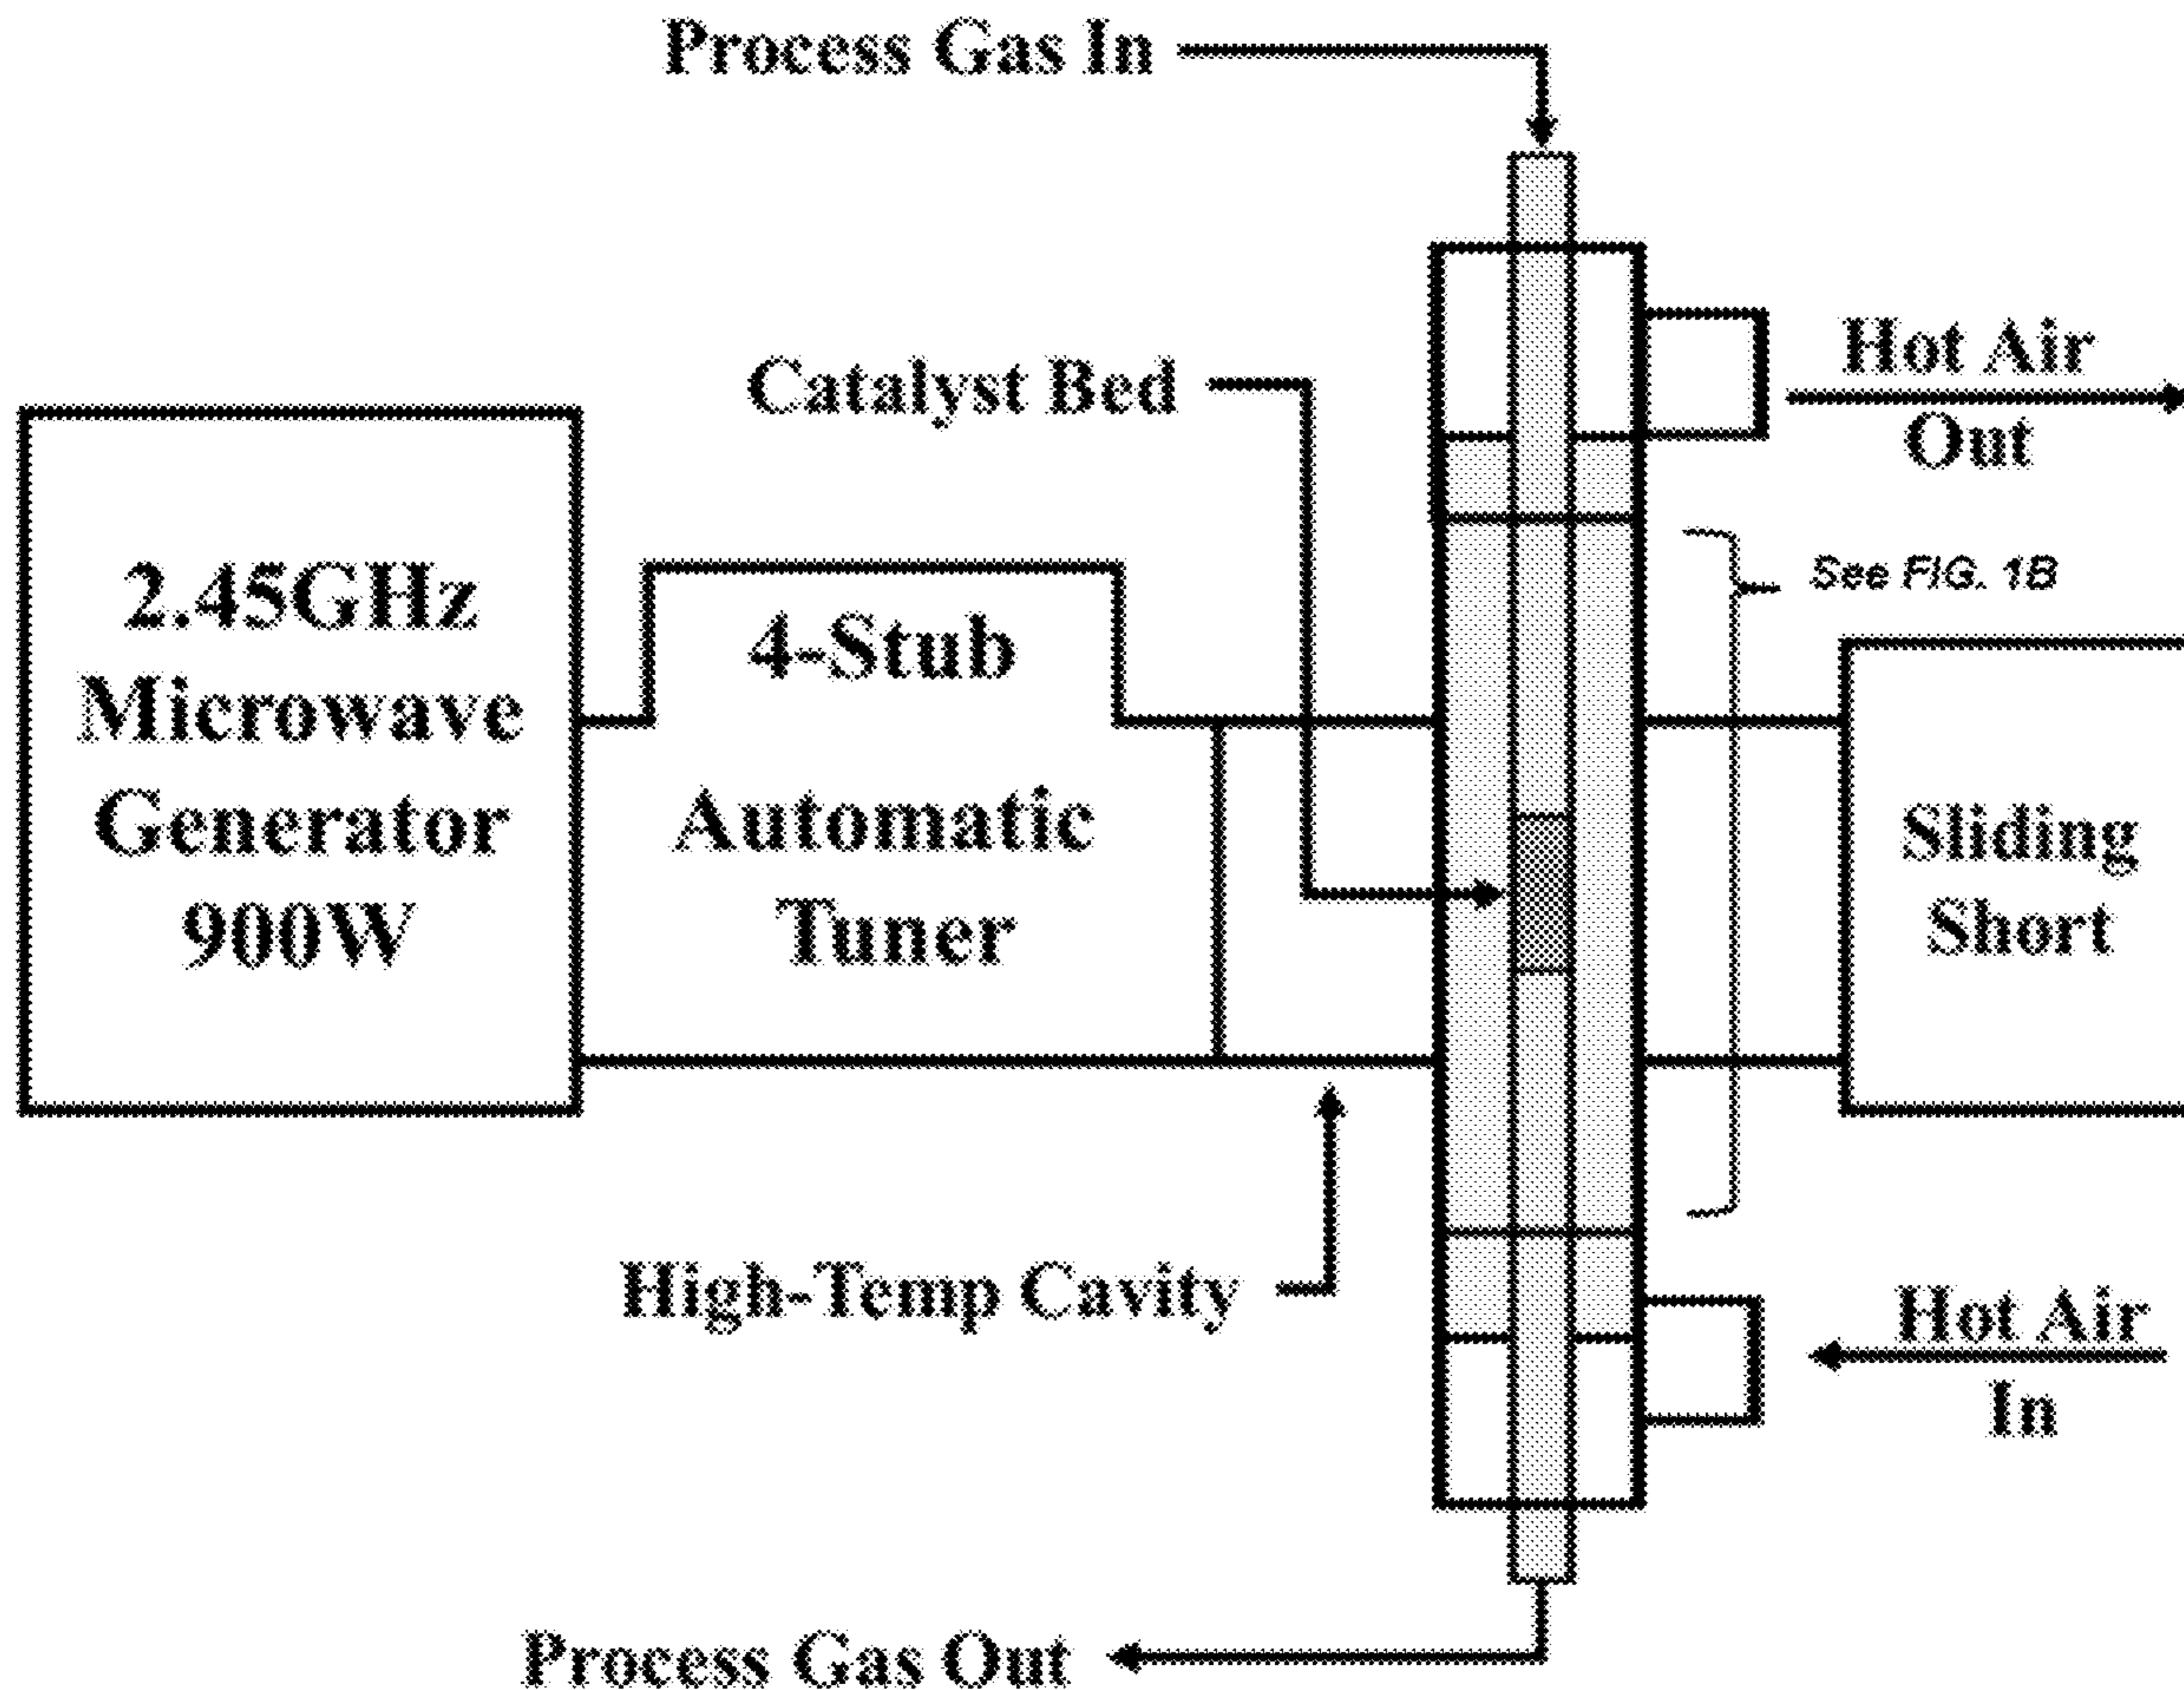 Process Gas In
Catalyst Bed
Hot Air
Out
2.45GHz
Microwave
Generator
900W
4-Stub
Automatic
Tuner
See FIG. 1B
Sliding
Short
High-Temp Cavity
Hot Air
In
Process Gas Out